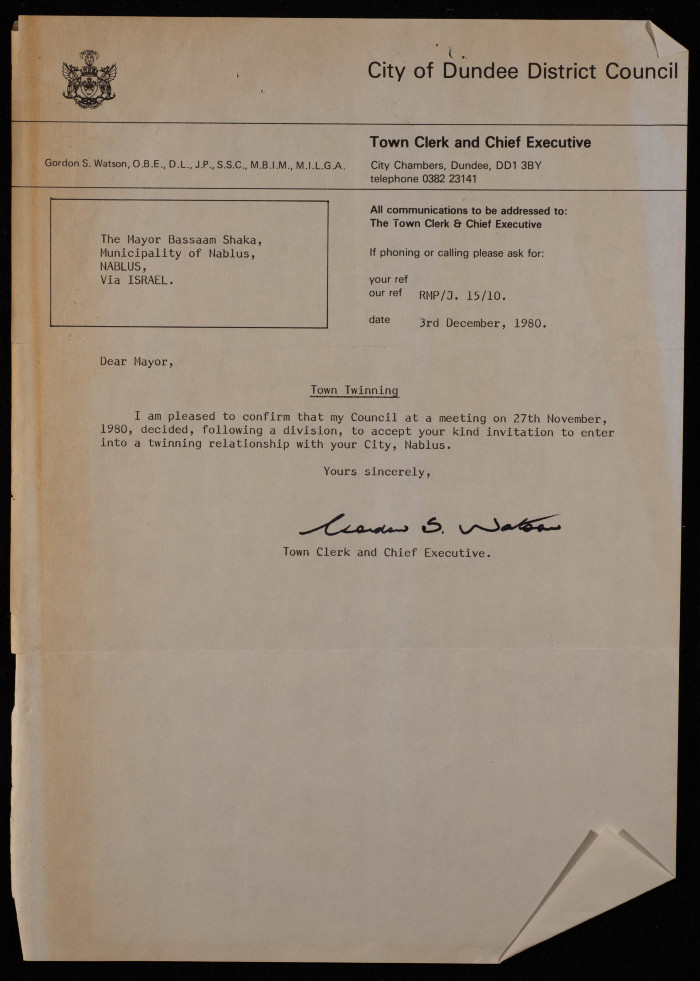 City of Dundee District Council
Town Clerk and Chief Executive
Gordon S. Watson, O.B.E., D.L., J.P., S.S.C., M.B.I.M., M.I.L.G.A.
City Chambers, Dundee, DD1 3BY
telephone 0382 23141
All communications to be addressed to:
The Town Clerk & Chief Executive
The Mayor Bassaam Shaka,
Municipality of Nablus,
NABLUS,
Via ISRAEL.
If phoning or calling please ask for:
your ref
our ref RMP/J. 15/10.
date 3rd December, 1980.
Dear Mayor,
Town Twinning
I am pleased to confirm that my Council at a meeting on 27th November,
1980, decided, following a division, to accept your kind invitation to enter
into a twinning relationship with your City, Nablus.
Yours sincerely,
Gordon S. Watson
Town Clerk and Chief Executive.